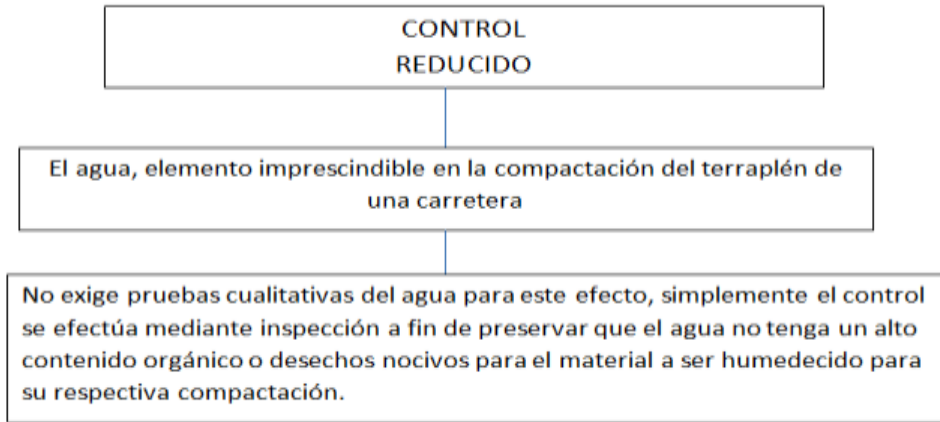 CONTROL
REDUCIDO
El agua, elemento imprescindible en la compactación del terraplén de
una carretera
No exige pruebas cualitativas del agua para este efecto, simplemente el control
se efectúa mediante inspección a fin de preservar que el agua no tenga un alto
contenido orgánico o desechos nocivos para el material a ser humedecido para
su respectiva compactación.